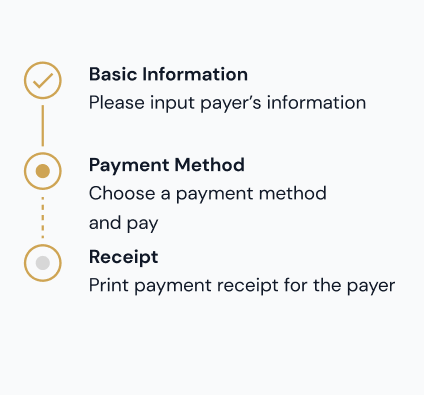 Basic Information
Please input payer’s information
Payment Method
Choose a payment method
and pay
Receipt
Print payment receipt for the payer